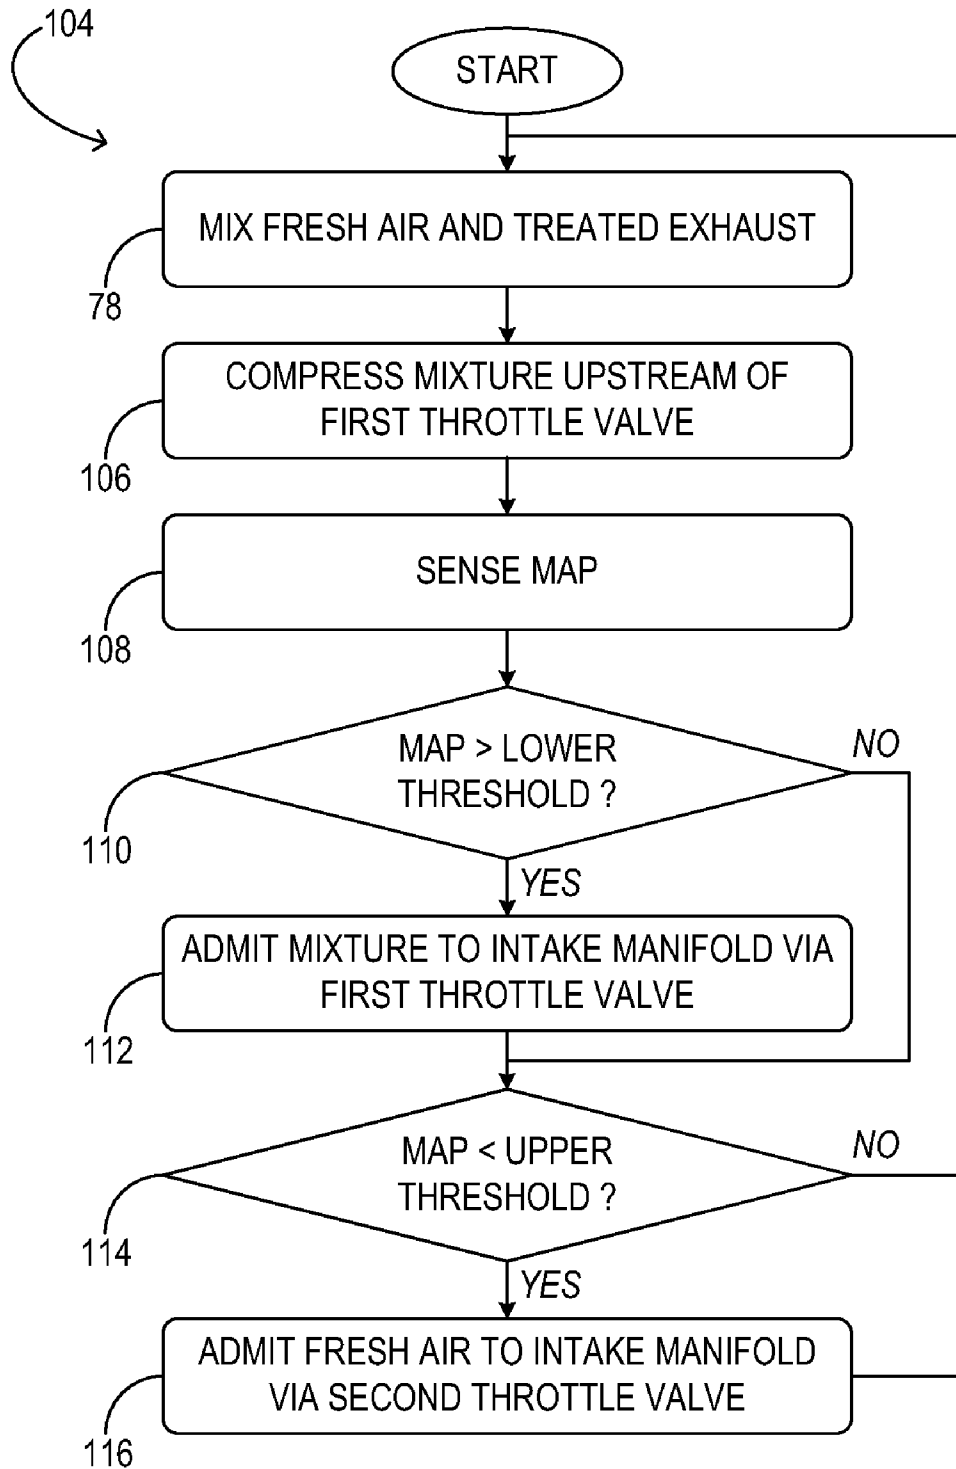 104
START
MIX FRESH AIR AND TREATED EXHAUST
78
COMPRESS MIXTURE UPSTREAM OF
FIRST THROTTLE VALVE
106
SENSE MAP
108
MAP > LOWER
THRESHOLD ?
NO
110
YES
ADMIT MIXTURE TO INTAKE MANIFOLD VIA
FIRST THROTTLE VALVE
112
MAP < UPPER
THRESHOLD ?
NO
114
YES
ADMIT FRESH AIR TO INTAKE MANIFOLD
VIA SECOND THROTTLE VALVE
116